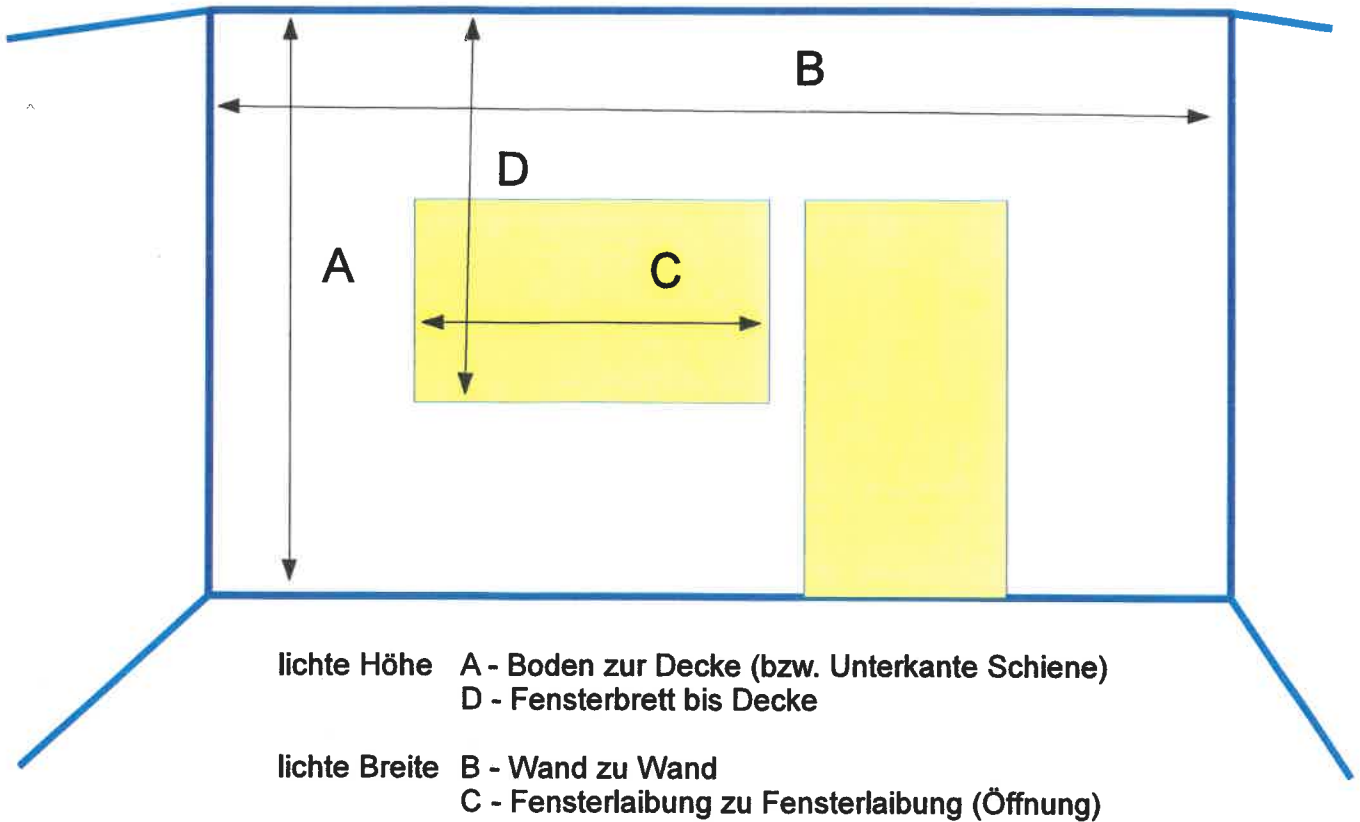 B
D
A
C
lichte Höhe A - Boden zur Decke (bzw. Unterkante Schiene)
D - Fensterbrett bis Decke
lichte Breite B - Wand zu Wand
C - Fensterlaibung zu Fensterlaibung (Öffnung)